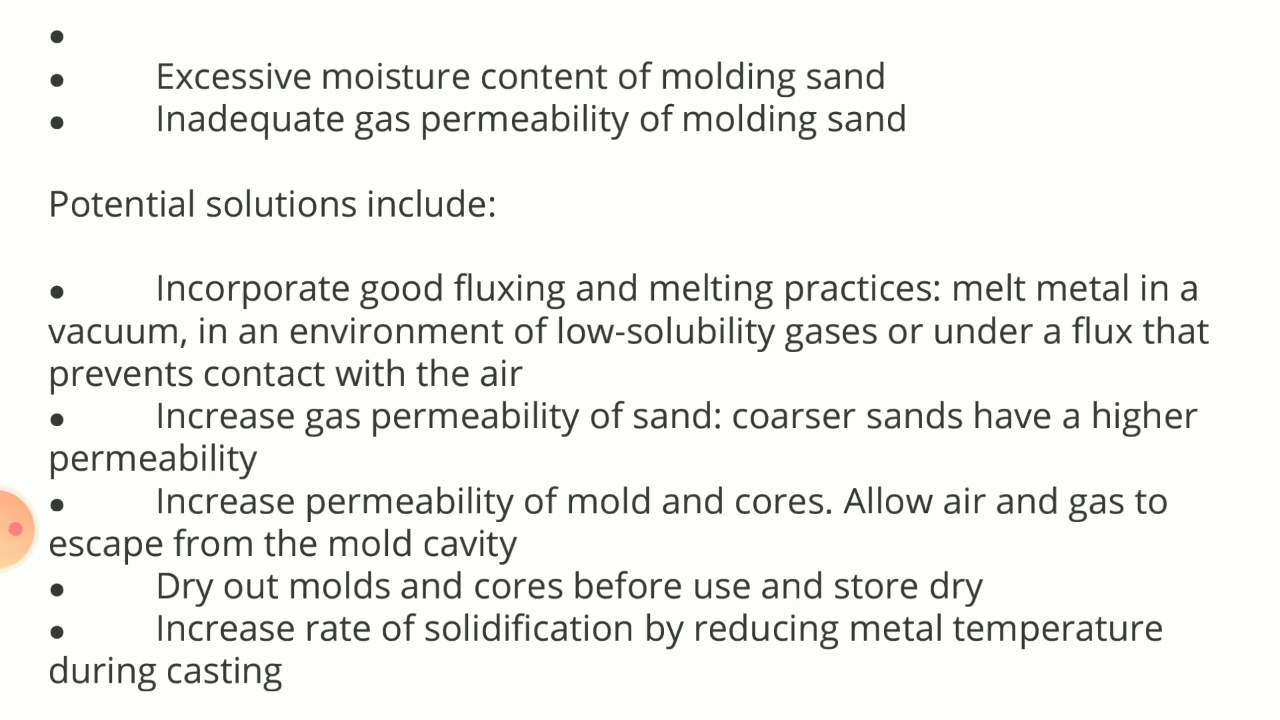 •
• Excessive moisture content of molding sand
• Inadequate gas permeability of molding sand
Potential solutions include:
• Incorporate good fluxing and melting practices: melt metal in a
vacuum, in an environment of low-solubility gases or under a flux that
prevents contact with the air
• Increase gas permeability of sand: coarser sands have a higher
permeability
• Increase permeability of mold and cores. Allow air and gas to
escape from the mold cavity
• Dry out molds and cores before use and store dry
• Increase rate of solidification by reducing metal temperature
during casting